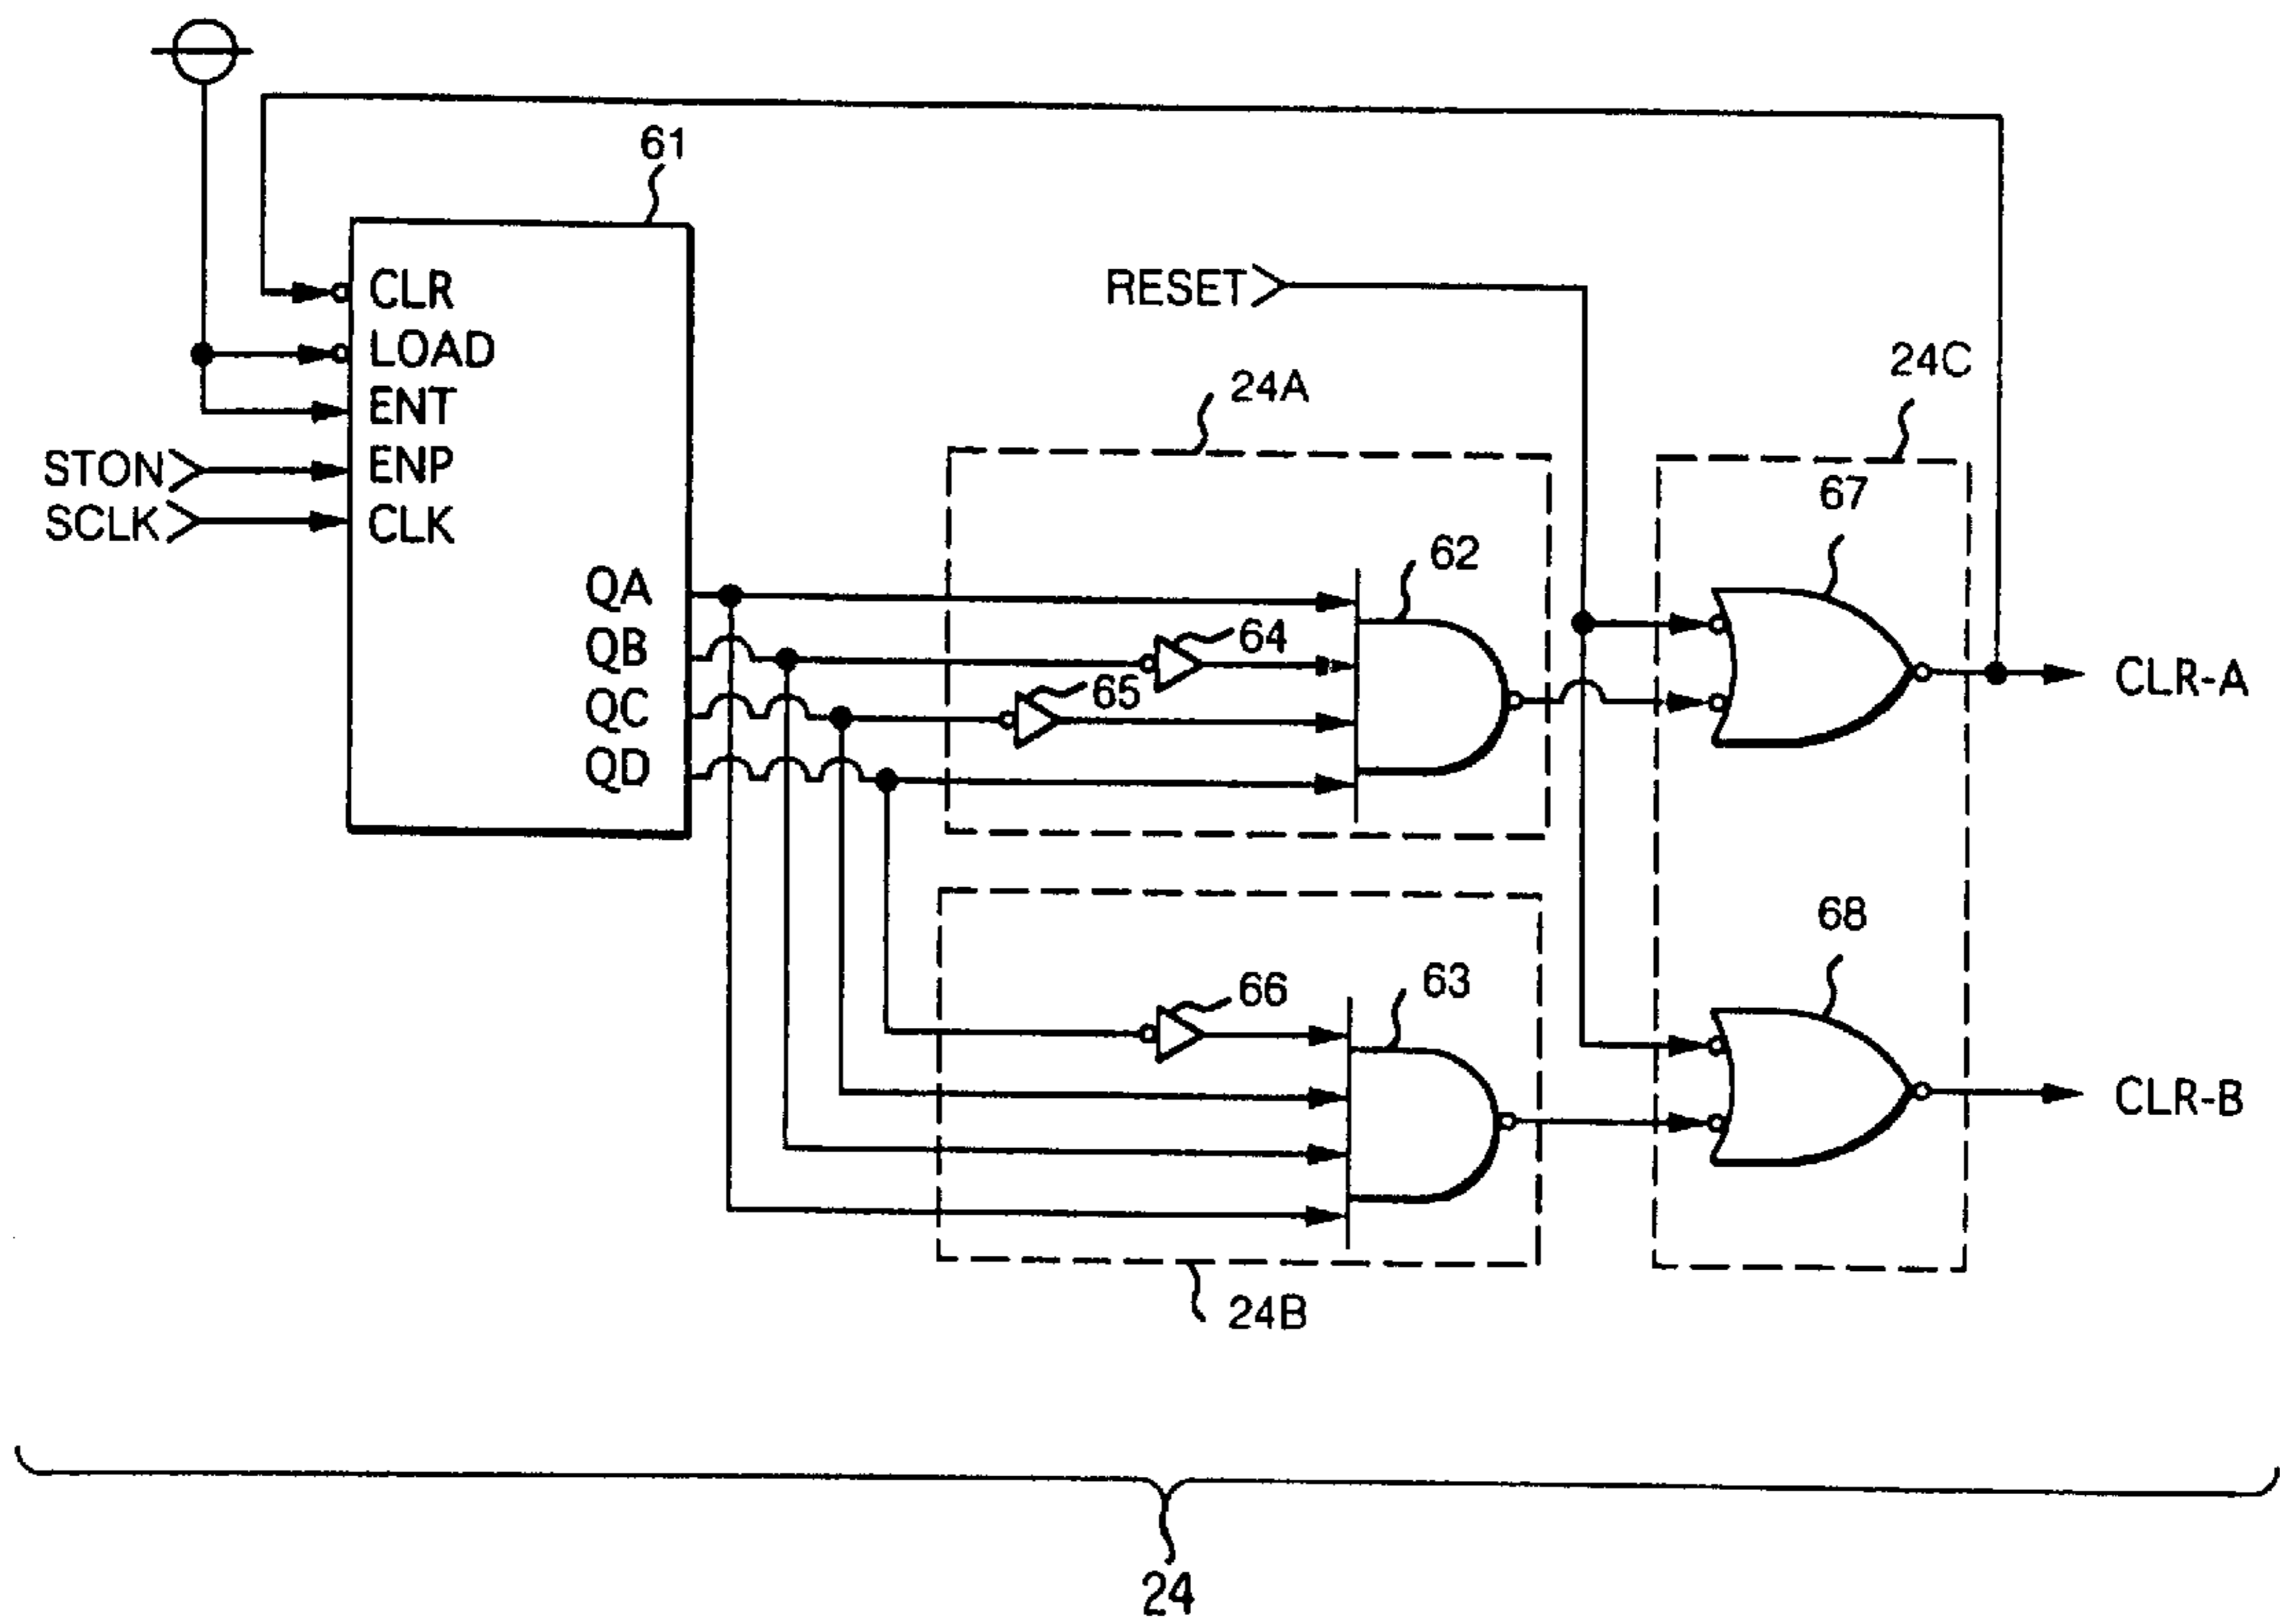 61
CLR
LOAD
ENT
ENP
CLK
STON
SCLK
QA
QB
QC
QD
RESET
24A
62
64
65
24C
67
CLR-A
66
63
24B
68
CLR-B
24